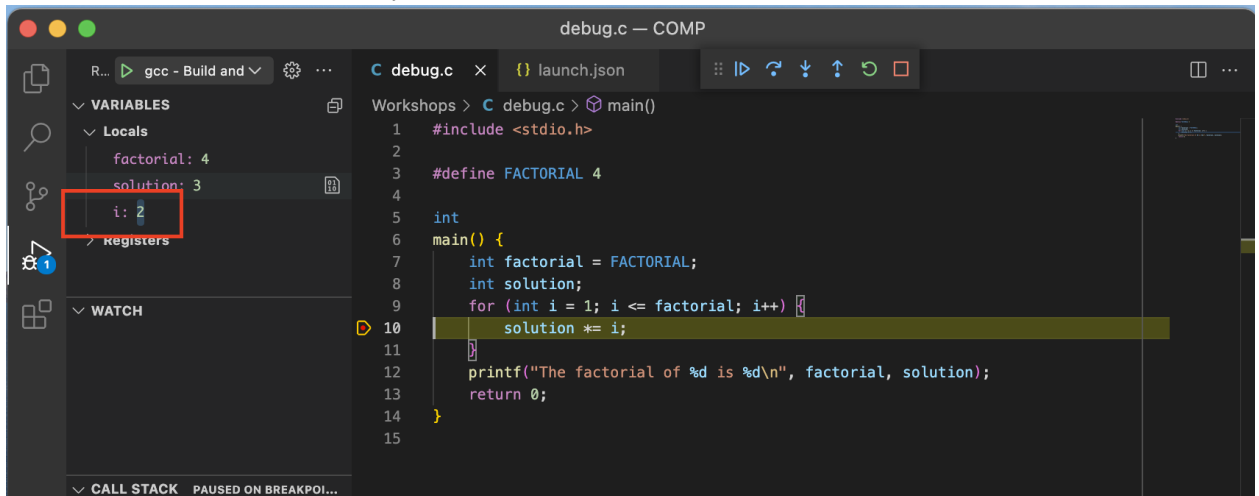 debug.c — COMP
R... gcc - Build and
C debug.c × {} launch.json
VARIABLES
Locals
factorial: 4
solution: 3
i: 2
Registers
1
WATCH
CALL STACK PAUSED ON BREAKPOI...
Workshops > C debug.c > main()
1 #include <stdio.h>
2
3 #define FACTORIAL 4
4
5 int
6 main() {
7 int factorial = FACTORIAL;
8 int solution;
9 for (int i = 1; i <= factorial; i++) {
10 solution *= i;
11 }
12 printf("The factorial of %d is %d\n", factorial, solution);
13 return 0;
14 }
15